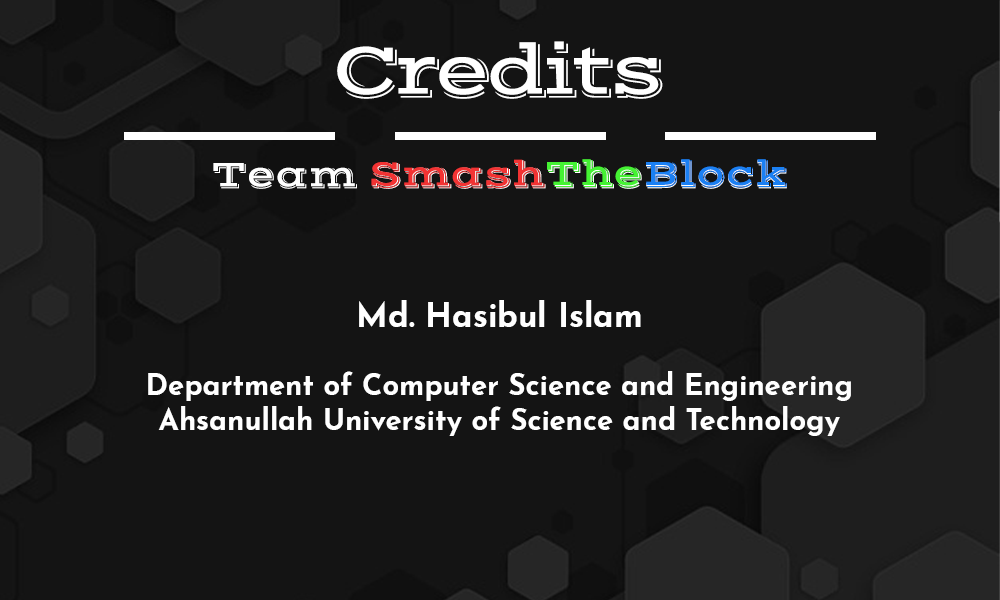 Credits
Team SmashTheBlock
Md. Hasibul Islam
Department of Computer Science and Engineering
Ahsanullah University of Science and Technology